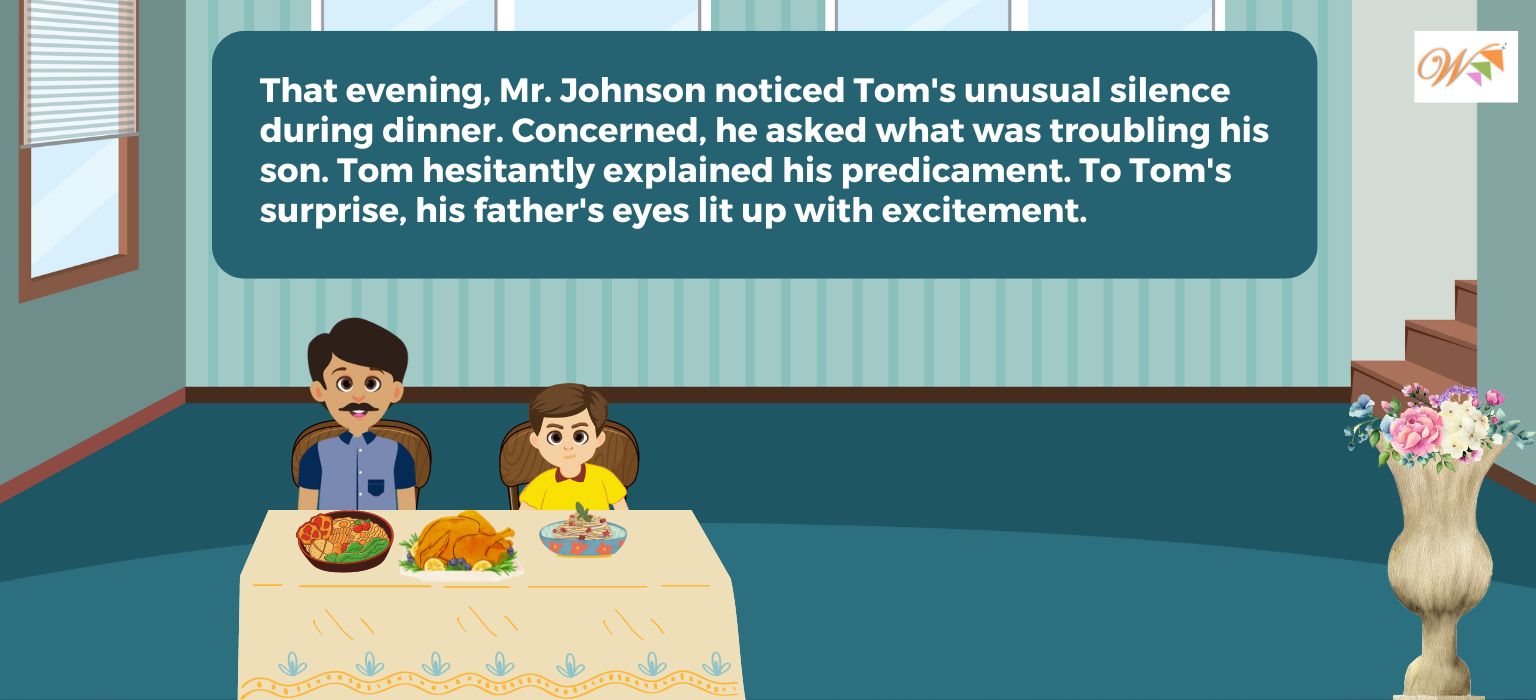 That evening, Mr. Johnson noticed Tom's unusual silence
during dinner. Concerned, he asked what was troubling his
son. Tom hesitantly explained his predicament. To Tom's
surprise, his father's eyes lit up with excitement.
W